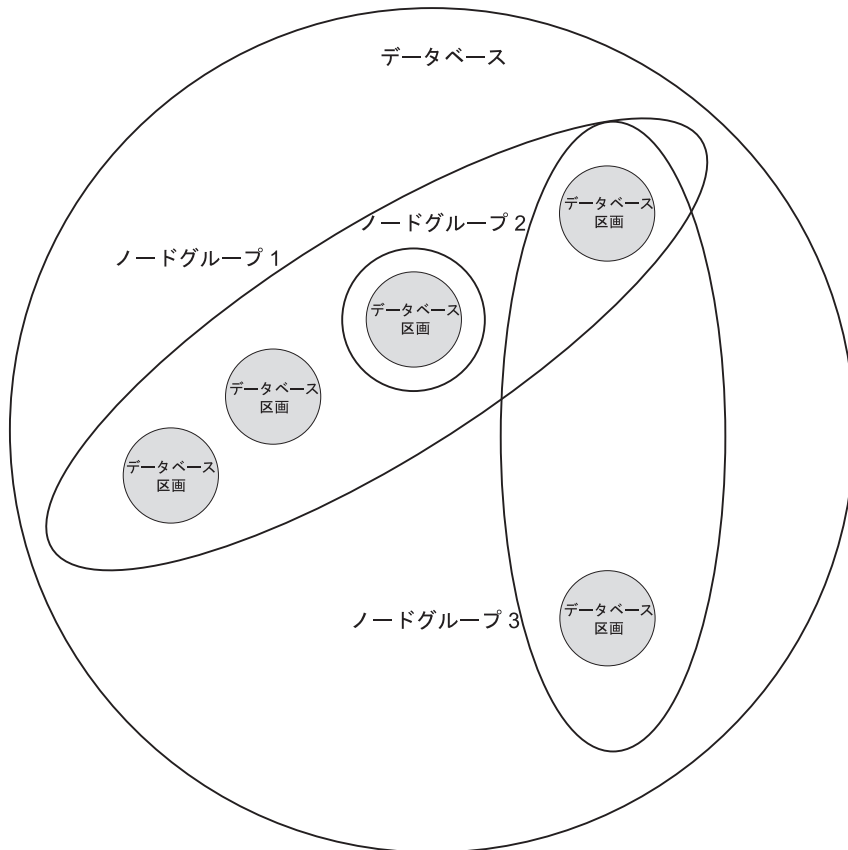 データベース
データベース
区画
ノードグループ 2
ノードグループ 1
データベース
区画
データベース
区画
データベース
区画
ノードグループ 3
データベース
区画